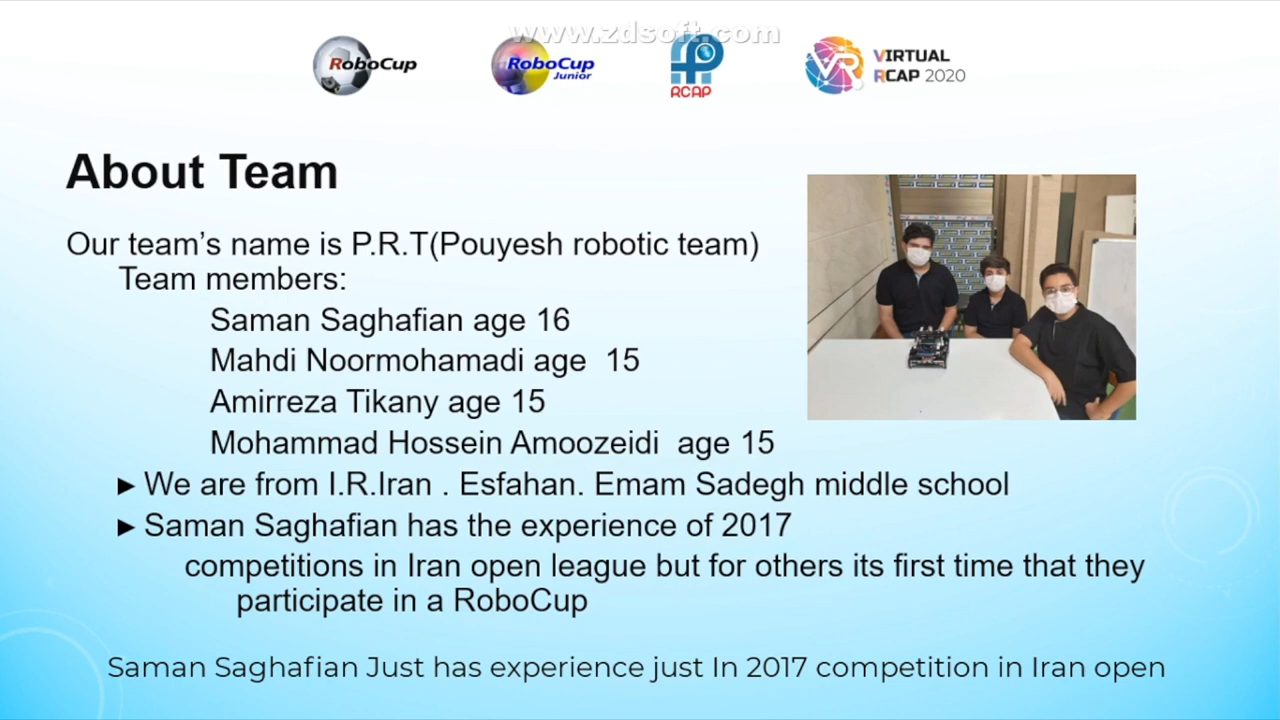 www.zdsoft.com
RoboCup
RoboCup
Junior
RCAP
VR
VIRTUAL
RCAP 2020
About Team
Our team’s name is P.R.T(Pouyesh robotic team)
Team members:
Saman Saghafian age 16
Mahdi Noormohamadi age 15
Amirreza Tikany age 15
Mohammad Hossein Amoozeidi age 15
► We are from I.R.Iran . Esfahan. Emam Sadegh middle school
► Saman Saghafian has the experience of 2017
competitions in Iran open league but for others its first time that they
participate in a RoboCup
Saman Saghafian Just has experience just In 2017 competition in Iran open